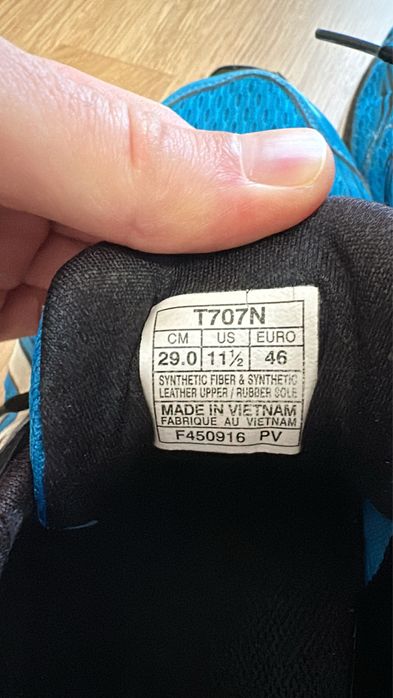 T707N
CM US EURO
29.0 11½ 46
SYNTHETIC FIBER & SYNTHETIC
LEATHER UPPER / RUBBER SOLE
MADE IN VIETNAM
FABRIQUE AU VIETNAM
F450916 PV